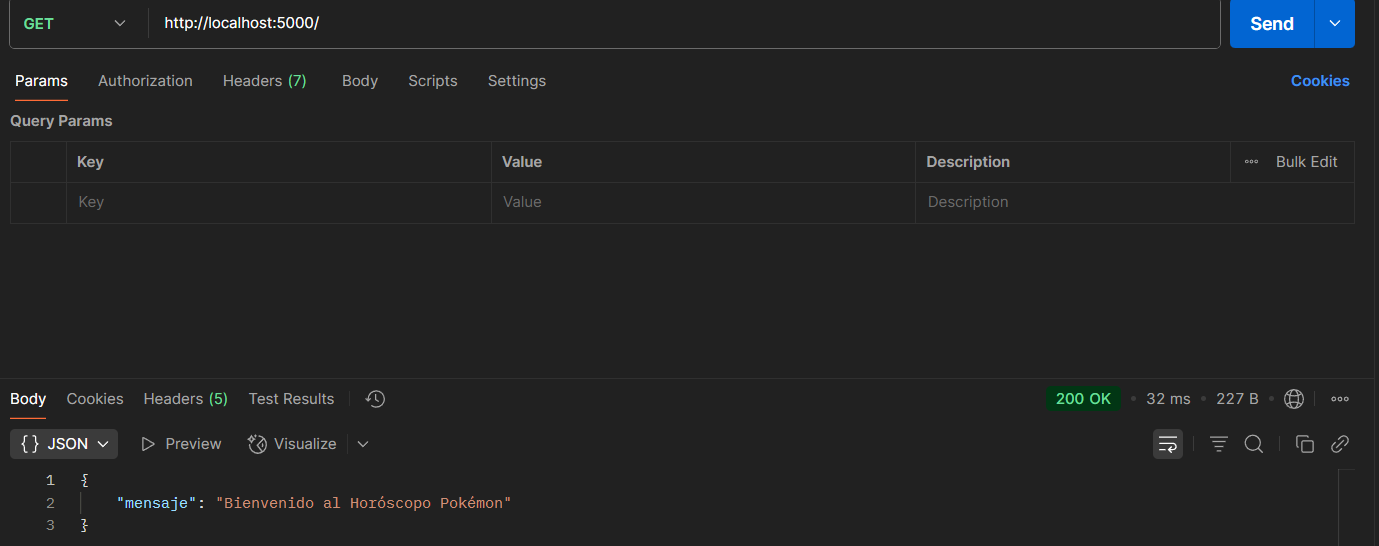 GET http://localhost:5000/ Send
Params Authorization Headers (7) Body Scripts Settings Cookies
Query Params
Key Value Description Bulk Edit
Key Value Description
Body Cookies Headers (5) Test Results 200 OK 32 ms 227 B
{} JSON Preview Visualize
1 {
2 "mensaje": "Bienvenido al Horóscopo Pokémon"
3 }